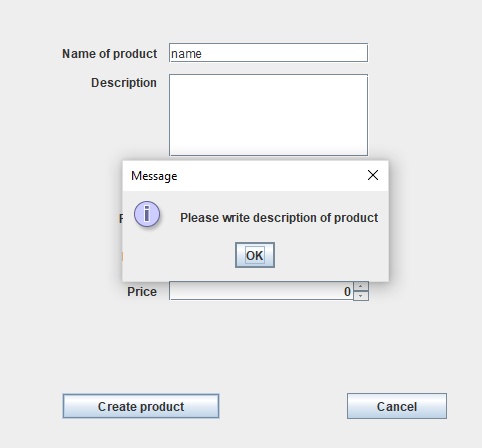 Name of product name
Description
Message
Please write description of product
OK
Price 0
Create product Cancel